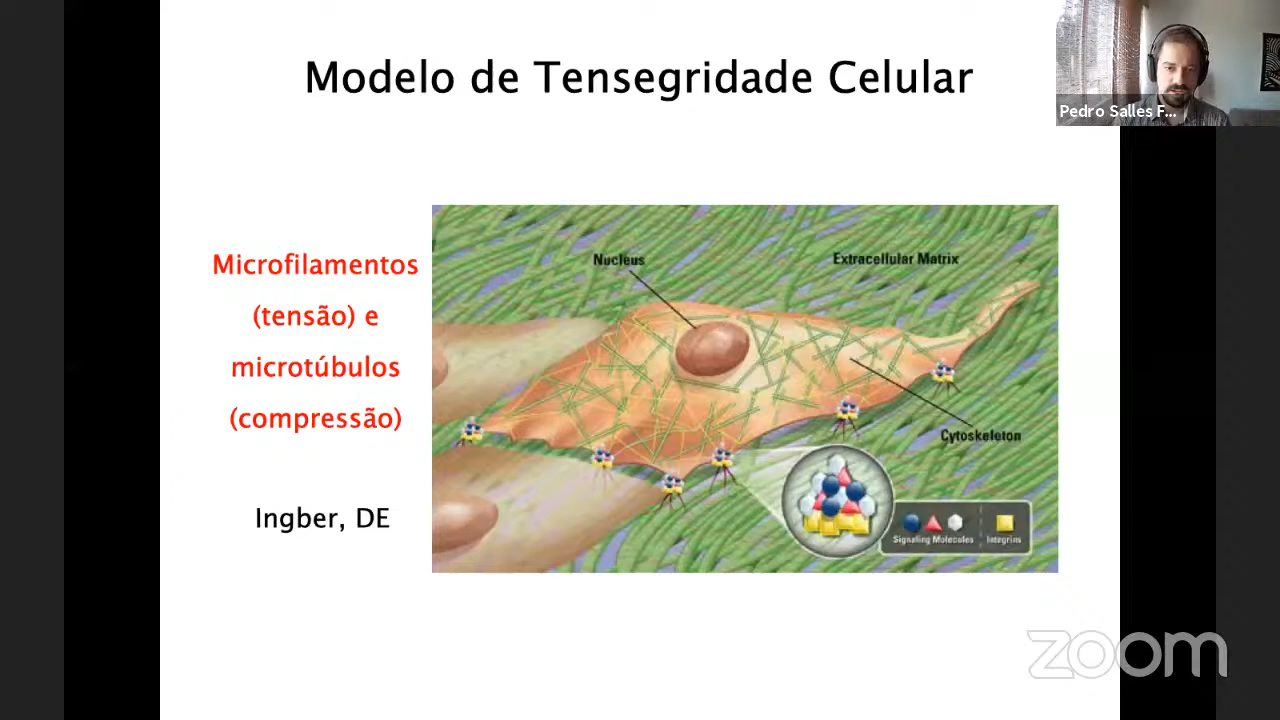 Modelo de Tensegridade Celular
Pedro Salles F...
Microfilamentos
(tensão) e
microtúbulos
(compressão)
Ingber, DE
Nucleus
Extracellular Matrix
Cytoskeleton
Signaling Molecules
Integrins
zoom